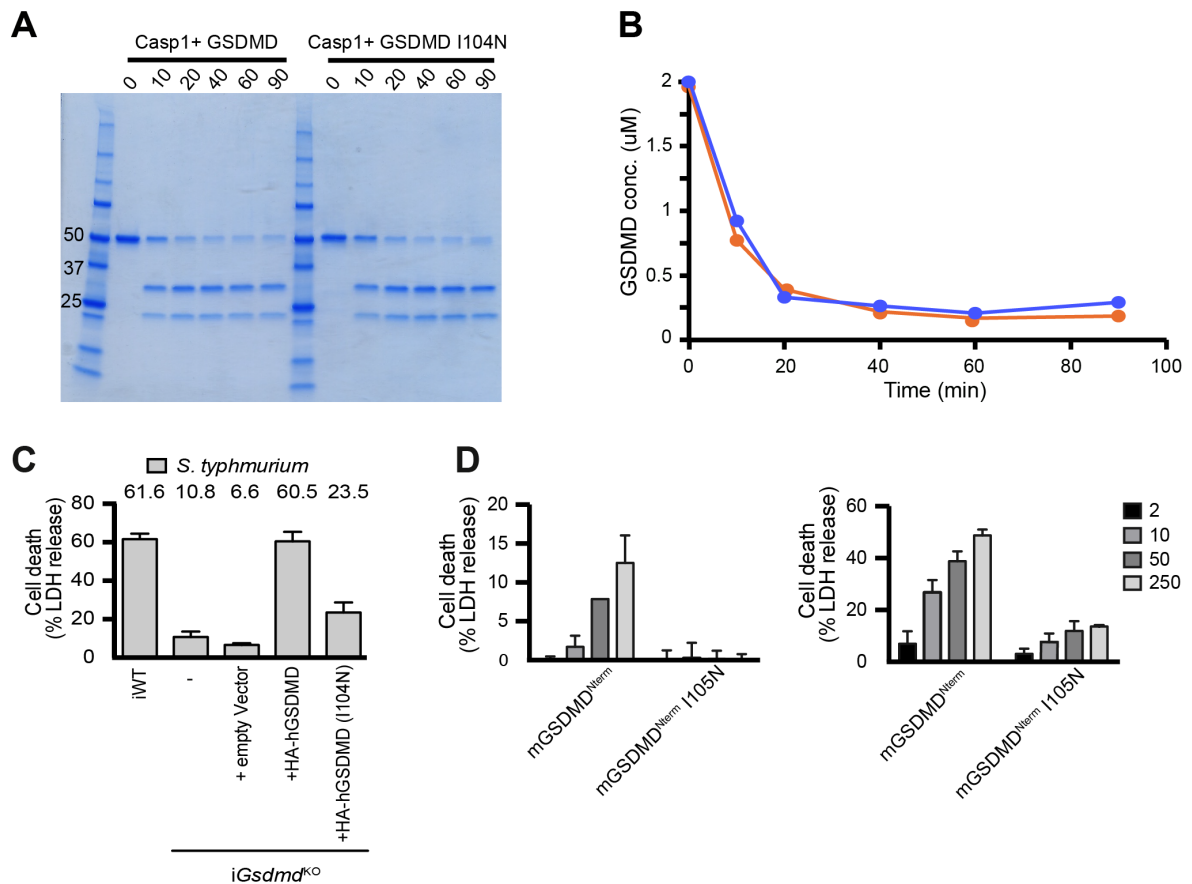 A
Casp1+ GSDMD
Casp1+ GSDMD I104N
0 10 20 40 60 90
0 10 20 40 60 90
50
37
25
B
GSDMD conc. (uM)
2
1.5
1
0.5
0
0 20 40 60 80 100
Time (min)
C
S. typhmurium
61.6 10.8 6.6 60.5 23.5
Cell death
(% LDH release)
80
60
40
20
0
iWT
-
+ empty Vector
+HA-hGSDMD
+HA-hGSDMD (I104N)
iGsdmdKO
D
Cell death
(% LDH release)
20
15
10
5
0
mGSDMDNterm
mGSDMDNterm I105N
Cell death
(% LDH release)
60
40
20
0
mGSDMDNterm
mGSDMDNterm I105N
2
10
50
250